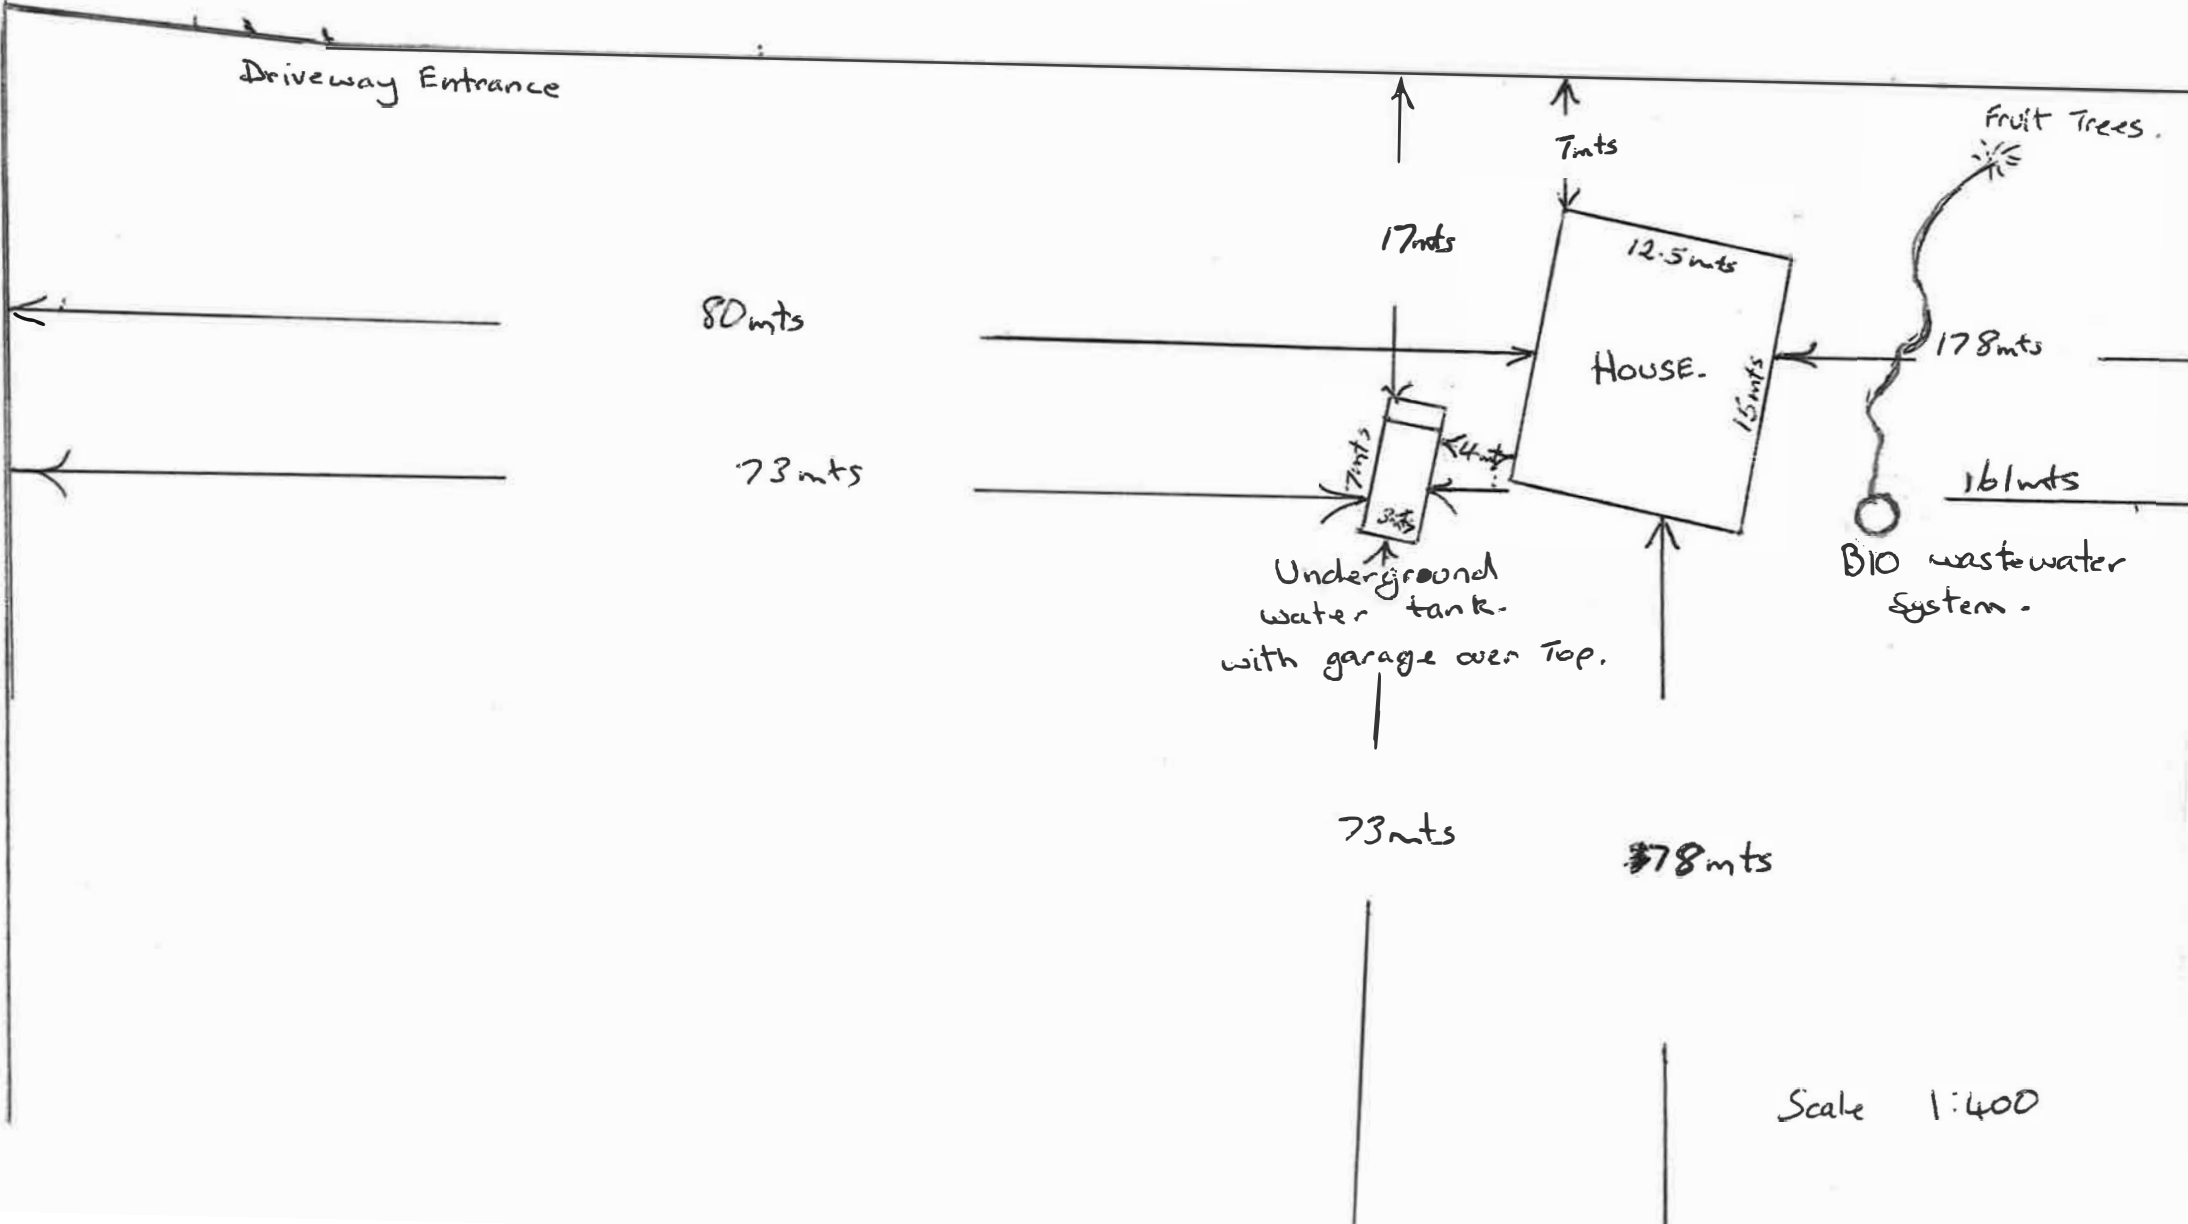 Driveway Entrance
Fruit Trees.
7mts
17mts
12.5mts
80mts
HOUSE.
178mts
15mts
4mts
7mts
73mts
161mts
3mts
Underground
water tank.
with garage over Top.
BIO wastewater
System.
73mts
78mts
Scale 1:400